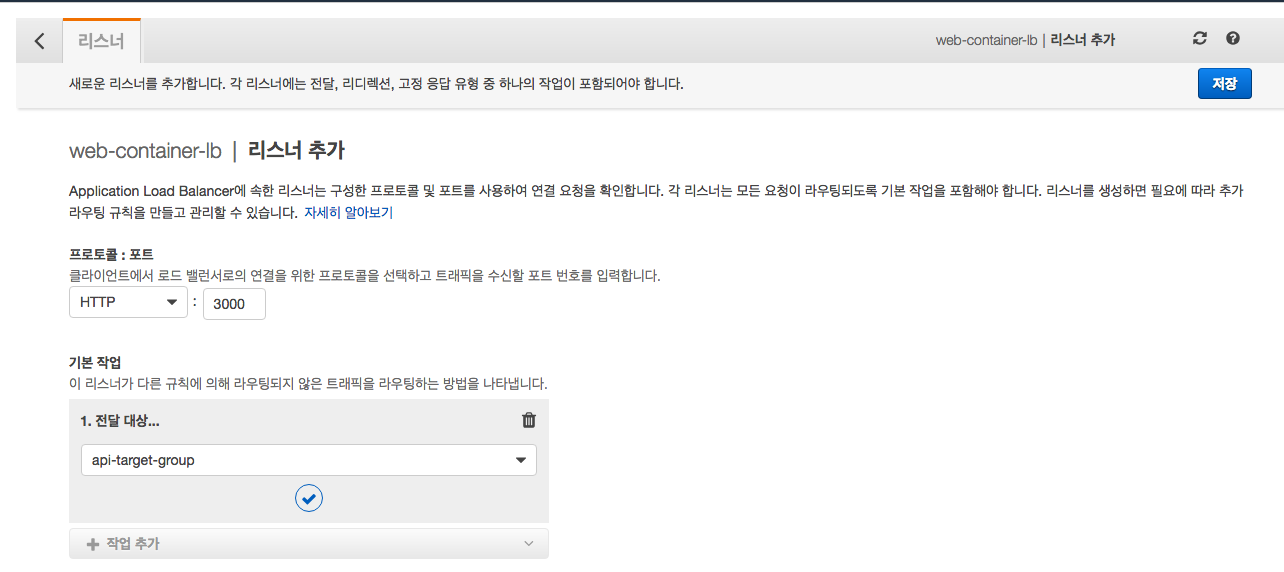 리스너
web-container-lb | 리스너 추가
새로운 리스너를 추가합니다. 각 리스너에는 전달, 리디렉션, 고정 응답 유형 중 하나의 작업이 포함되어야 합니다.
저장
web-container-lb | 리스너 추가
Application Load Balancer에 속한 리스너는 구성한 프로토콜 및 포트를 사용하여 연결 요청을 확인합니다. 각 리스너는 모든 요청이 라우팅되도록 기본 작업을 포함해야 합니다. 리스너를 생성하면 필요에 따라 추가
라우팅 규칙을 만들고 관리할 수 있습니다. 자세히 알아보기
프로토콜 : 포트
클라이언트에서 로드 밸런서로의 연결을 위한 프로토콜을 선택하고 트래픽을 수신할 포트 번호를 입력합니다.
HTTP : 3000
기본 작업
이 리스너가 다른 규칙에 의해 라우팅되지 않은 트래픽을 라우팅하는 방법을 나타냅니다.
1. 전달 대상...
api-target-group
작업 추가